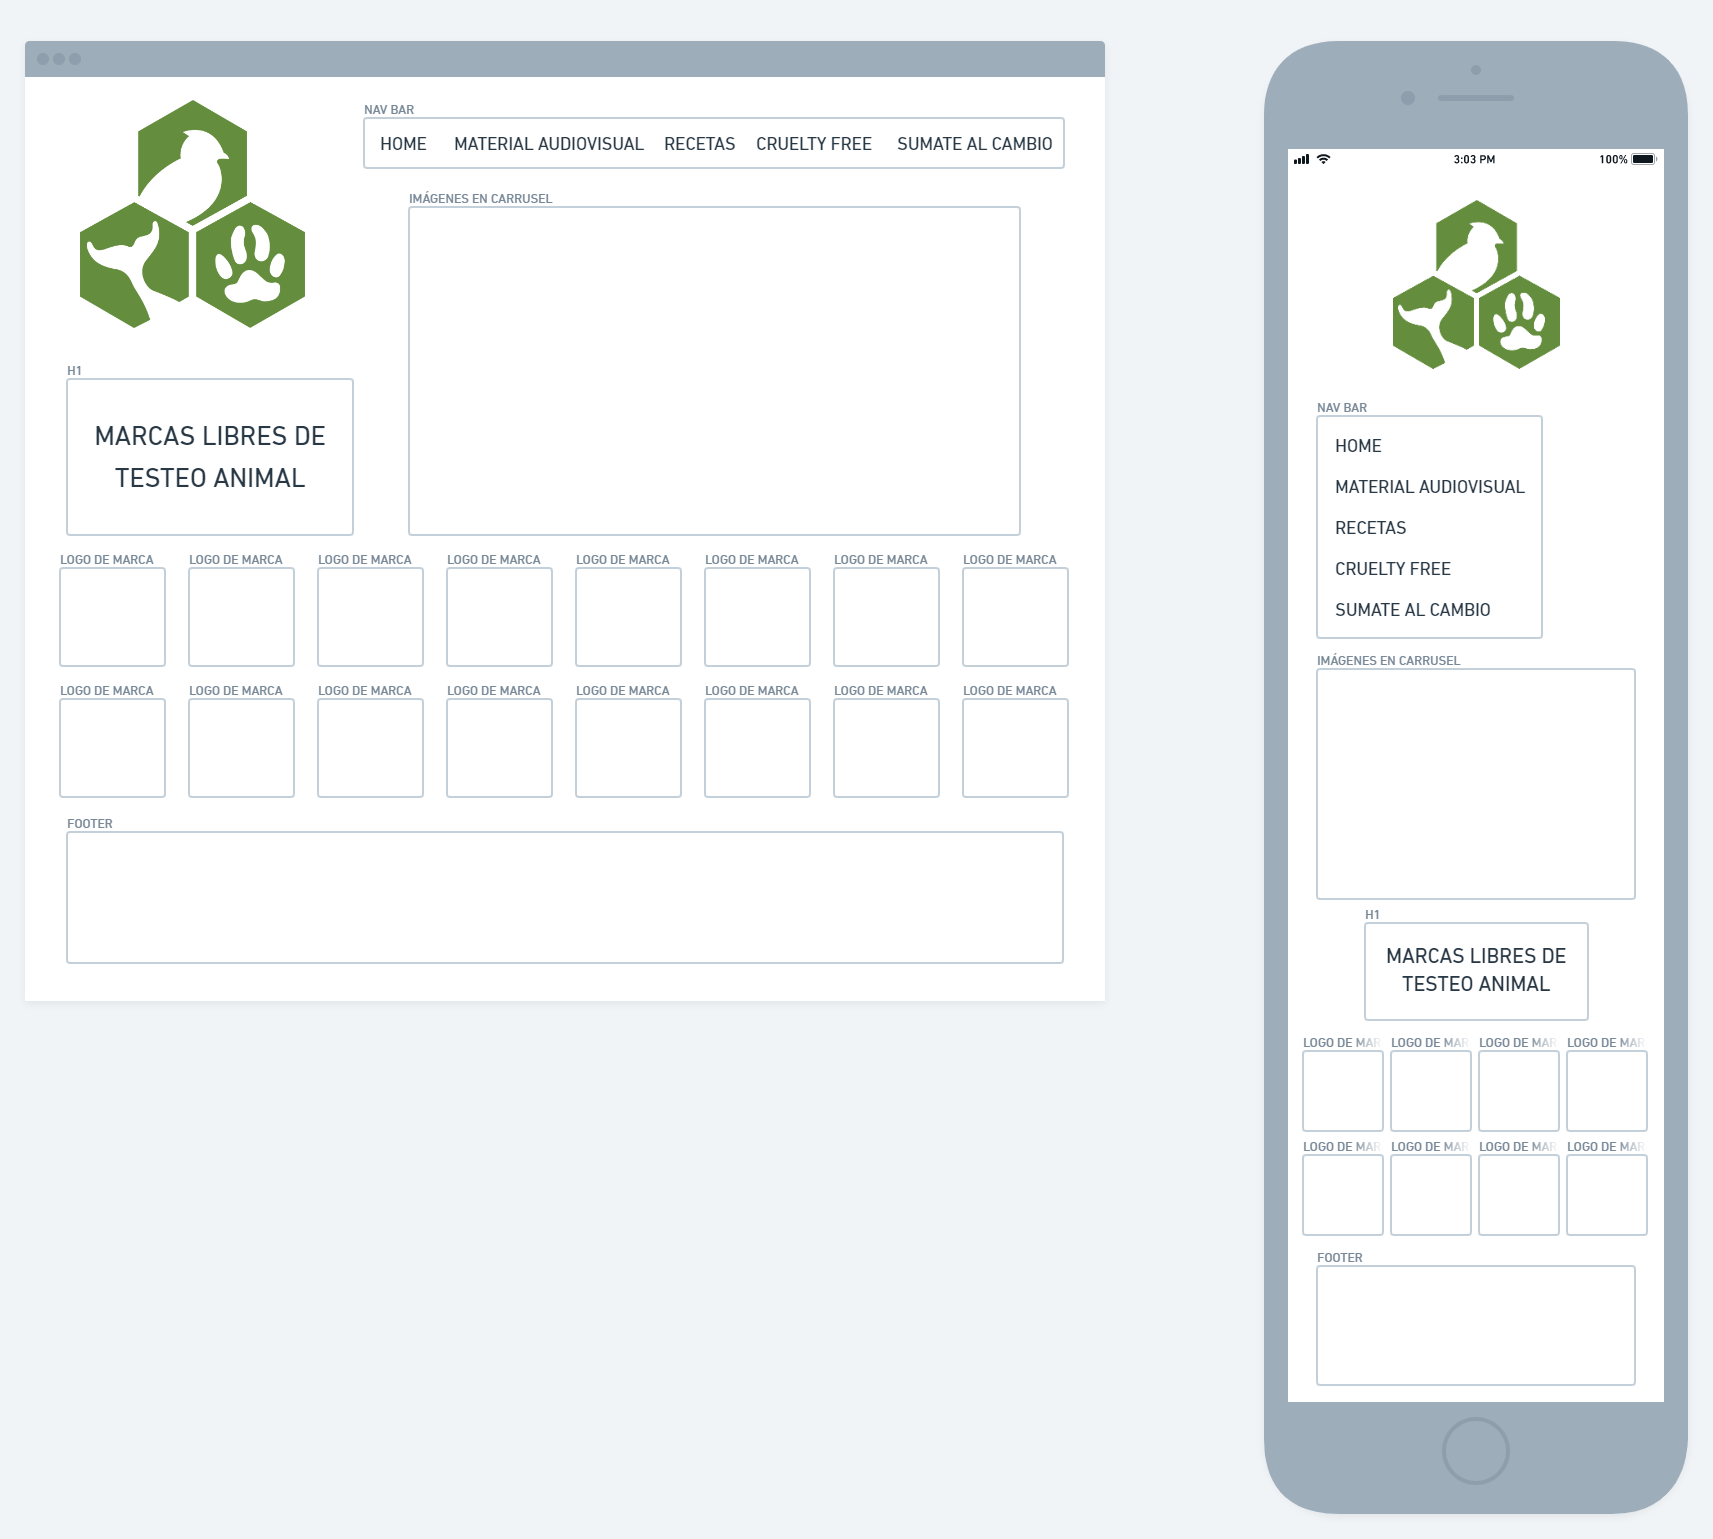 NAV BAR
HOME MATERIAL AUDIOVISUAL RECETAS CRUELTY FREE SUMATE AL CAMBIO
IMÁGENES EN CARRUSEL
H1
MARCAS LIBRES DE
TESTEO ANIMAL
LOGO DE MARCA LOGO DE MARCA LOGO DE MARCA LOGO DE MARCA LOGO DE MARCA LOGO DE MARCA LOGO DE MARCA LOGO DE MARCA
LOGO DE MARCA LOGO DE MARCA LOGO DE MARCA LOGO DE MARCA LOGO DE MARCA LOGO DE MARCA LOGO DE MARCA LOGO DE MARCA
FOOTER
3:03 PM 100%
NAV BAR
HOME
MATERIAL AUDIOVISUAL
RECETAS
CRUELTY FREE
SUMATE AL CAMBIO
IMÁGENES EN CARRUSEL
H1
MARCAS LIBRES DE
TESTEO ANIMAL
LOGO DE MAR LOGO DE MAR LOGO DE MAR LOGO DE MAR
LOGO DE MAR LOGO DE MAR LOGO DE MAR LOGO DE MAR
FOOTER